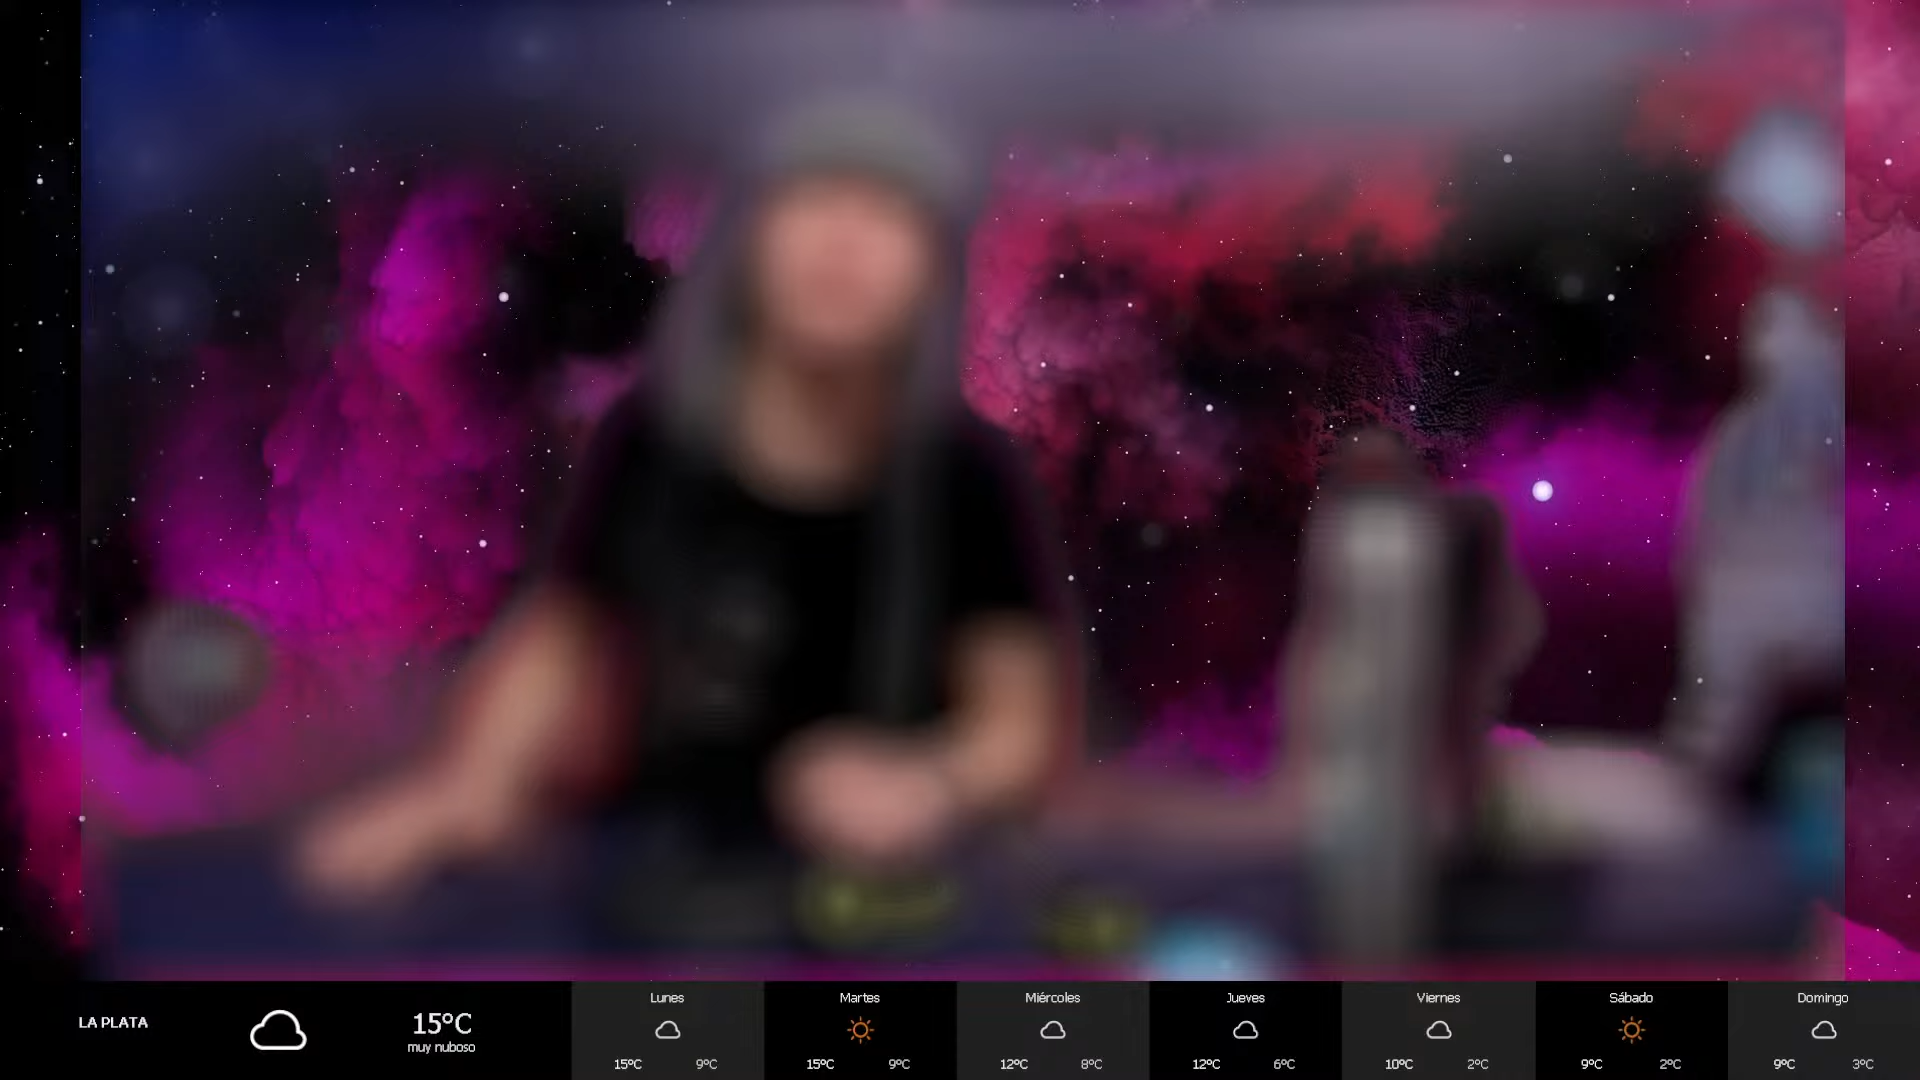 LA PLATA
15°C
muy nuboso
Lunes
15°C 9°C
Martes
15°C 9°C
Miércoles
12°C 8°C
Jueves
12°C 6°C
Viernes
10°C 2°C
Sábado
9°C 2°C
Domingo
9°C 3°C